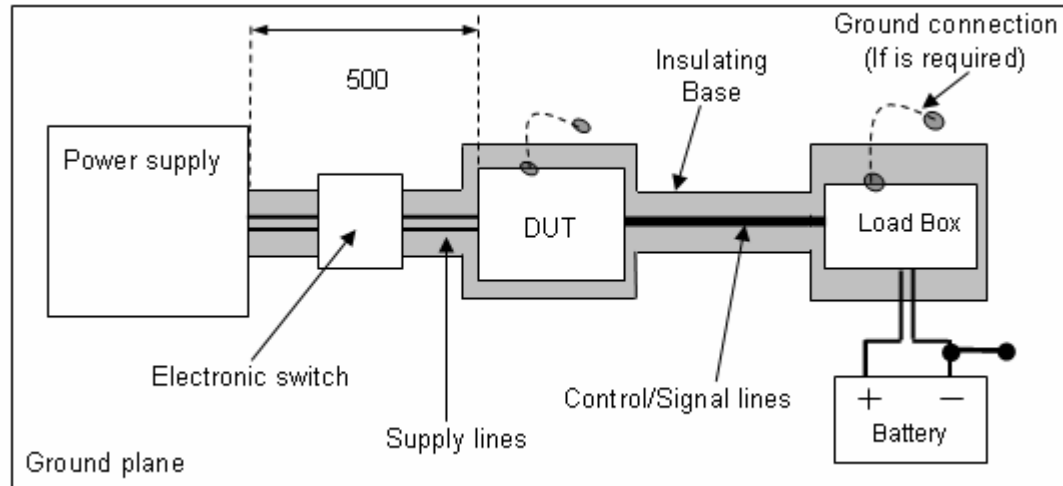 Ground connection
(If is required)
500
Insulating
Base
Power supply
DUT
Load Box
Electronic switch
Supply lines
Control/Signal lines
+ −
Battery
Ground plane